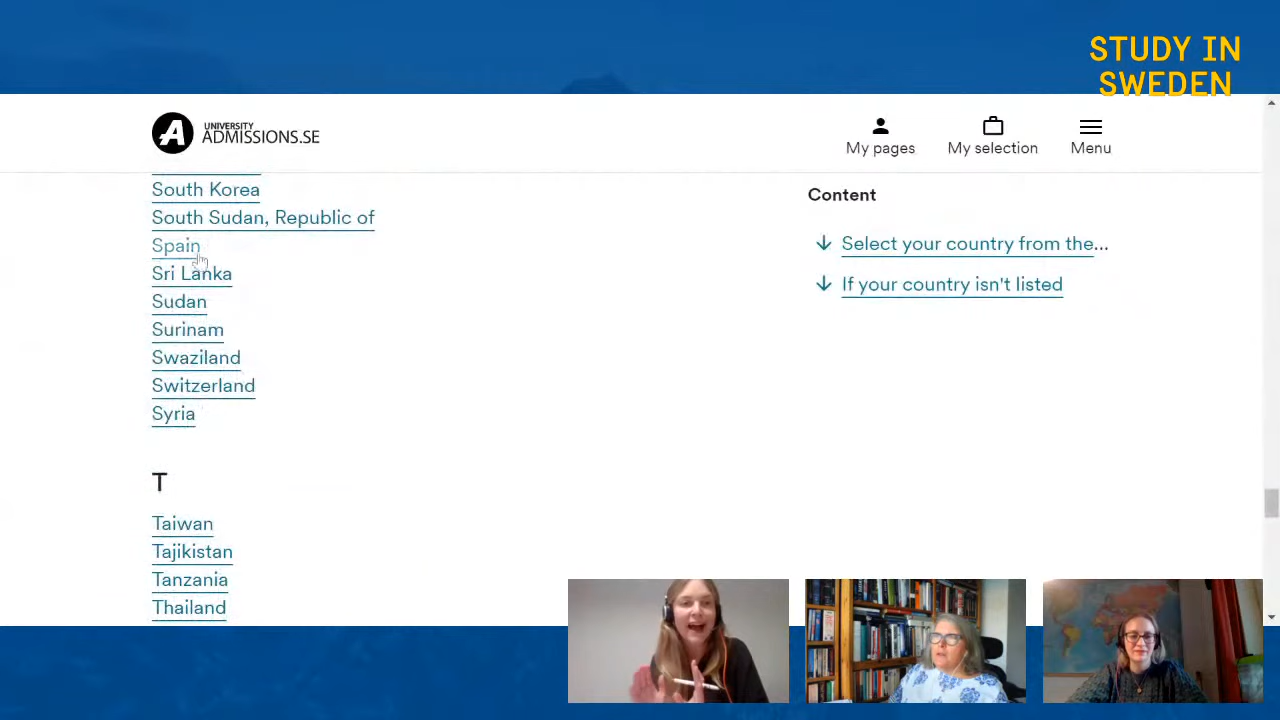 STUDY IN
SWEDEN
UNIVERSITY
ADMISSIONS.SE
My pages
My selection
Menu
South Korea
South Sudan, Republic of
Spain
Sri Lanka
Sudan
Surinam
Swaziland
Switzerland
Syria
T
Taiwan
Tajikistan
Tanzania
Thailand
Content
Select your country from the...
If your country isn't listed